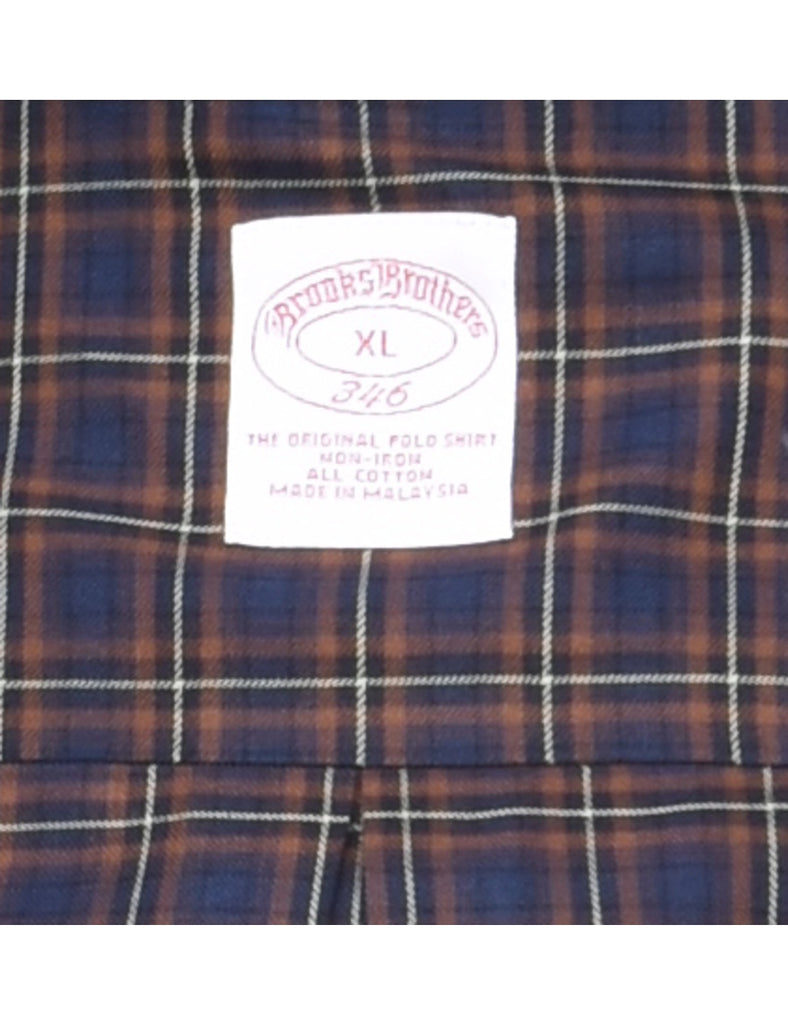 Brooks Brothers
XL
346
THE ORIGINAL POLO SHIRT
NON-IRON
ALL COTTON
MADE IN MALAYSIA